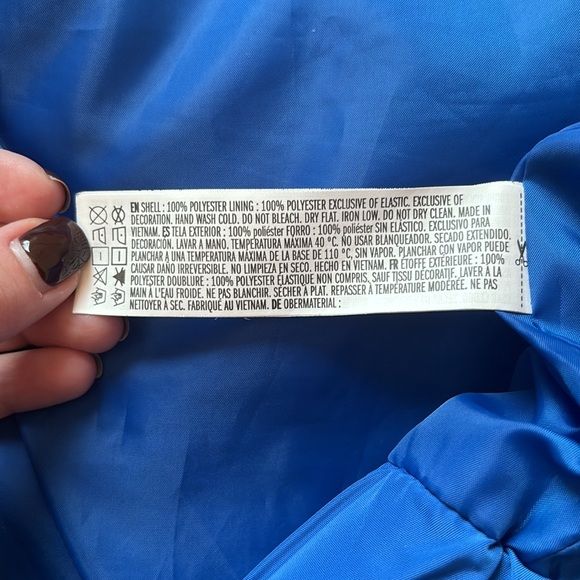 EN SHELL : 100% POLYESTER LINING : 100% POLYESTER EXCLUSIVE OF ELASTIC. EXCLUSIVE OF
DECORATION. HAND WASH COLD. DO NOT BLEACH. DRY FLAT. IRON LOW. DO NOT DRY CLEAN. MADE IN
VIETNAM. ES TELA EXTERIOR : 100% poliéster FORRO : 100% poliéster SIN ELÁSTICO. EXCLUSIVO PARA
DECORACIÓN. LAVAR A MANO, TEMPERATURA MÁXIMA 40 °C. NO USAR BLANQUEADOR. SECADO EXTENDIDO.
PLANCHAR A UNA TEMPERATURA MÁXIMA DE LA BASE DE 110 °C, SIN VAPOR. PLANCHAR CON VAPOR PUEDE
CAUSAR DAÑO IRREVERSIBLE. NO LIMPIEZA EN SECO. HECHO EN VIETNAM. FR ETOFFE EXTÉRIEURE : 100%
POLYESTER DOUBLURE : 100% POLYESTER ÉLASTIQUE NON COMPRIS, SAUF TISSU DÉCORATIF. LAVER À LA
MAIN À L'EAU FROIDE. NE PAS BLANCHIR. SÉCHER À PLAT. REPASSER À TEMPÉRATURE MODÉRÉE. NE PAS
NETTOYER À SEC. FABRIQUÉ AU VIETNAM. DE OBERMATERIAL :